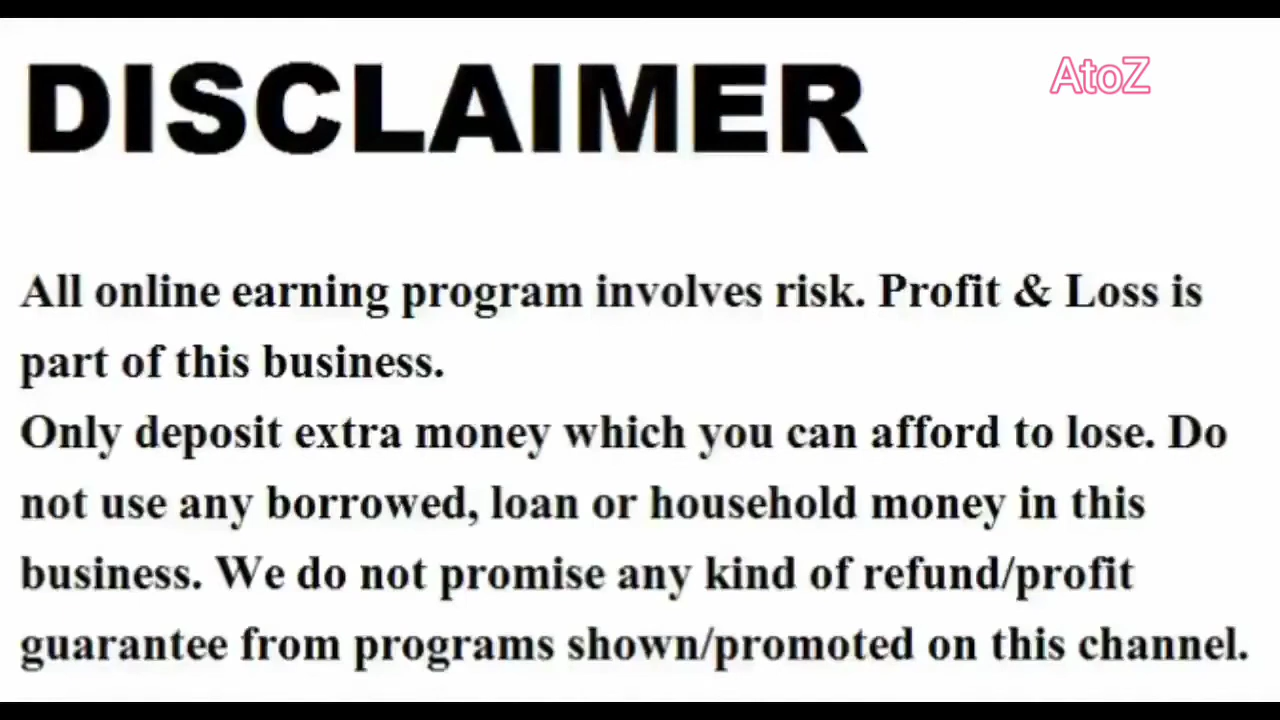 DISCLAIMER
AtoZ
All online earning program involves risk. Profit & Loss is
part of this business.
Only deposit extra money which you can afford to lose. Do
not use any borrowed, loan or household money in this
business. We do not promise any kind of refund/profit
guarantee from programs shown/promoted on this channel.